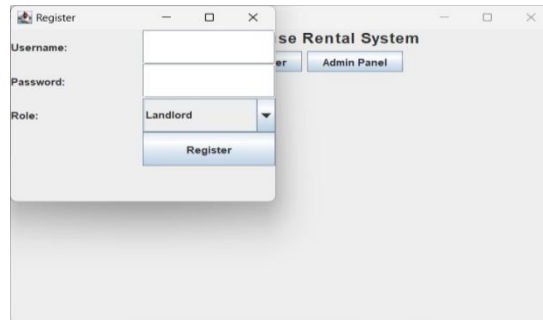 Register
Username:
Password:
Role:
Landlord
Register
se Rental System
er
Admin Panel